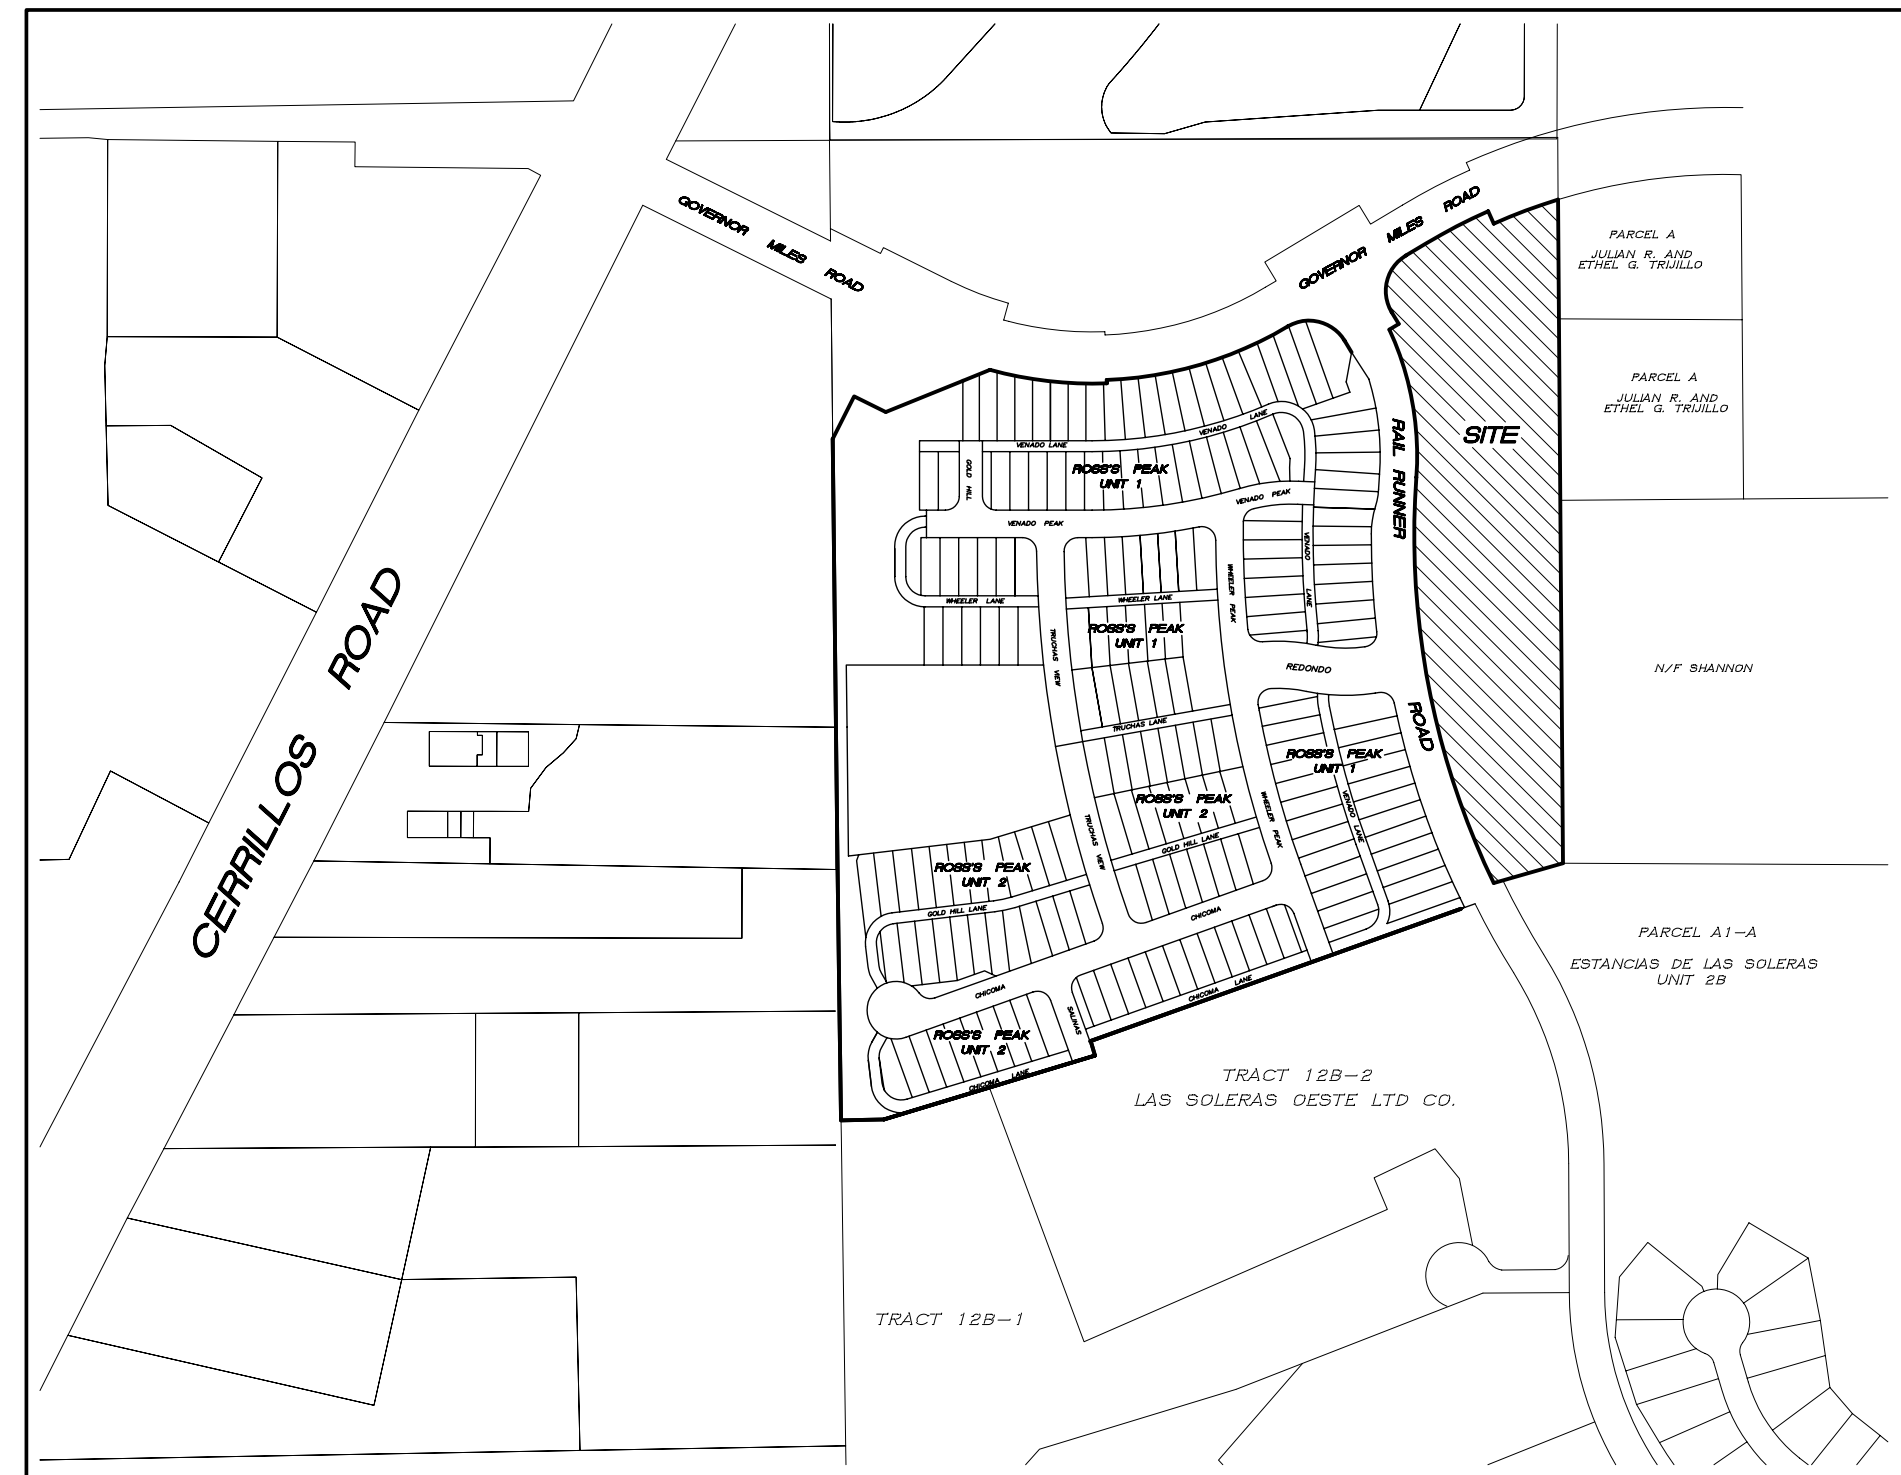 GOVERNOR MILES ROAD
GOVERNOR MILES ROAD
PARCEL A
JULIAN R. AND
ETHEL G. TRIJILLO
PARCEL A
JULIAN R. AND
ETHEL G. TRIJILLO
SITE
RAIL RUNNER
ROAD
N/F SHANNON
CERRILLOS ROAD
VENADO LANE
VENADO LANE
GOLD HILL
ROSS'S PEAK
UNIT 1
VENADO PEAK
VENADO PEAK
VENADO LANE
WHEELER PEAK
WHEELER LANE
WHEELER LANE
ROSS'S PEAK
UNIT 1
TRUCHAS VIEW
REDONDO
TRUCHAS LANE
ROSS'S PEAK
UNIT 1
ROSS'S PEAK
UNIT 2
WHEELER PEAK
VENADO LANE
TRUCHAS VIEW
GOLD HILL LANE
ROSS'S PEAK
UNIT 2
GOLD HILL LANE
CHICOMA
CHICOMA
CHICOMA LANE
SALINAS
ROSS'S PEAK
UNIT 2
CHICOMA LANE
PARCEL A1-A
ESTANCIAS DE LAS SOLERAS
UNIT 2B
TRACT 12B-2
LAS SOLERAS OESTE LTD CO.
TRACT 12B-1